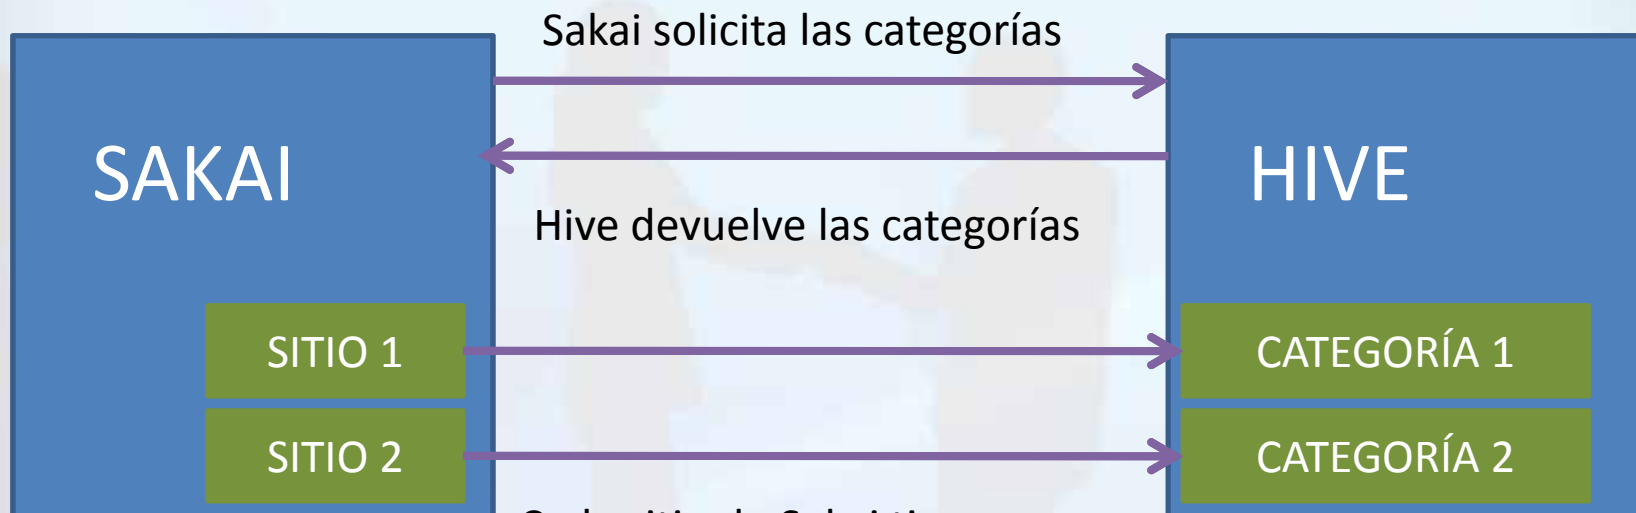 Sakai solicita las categorías
SAKAI
HIVE
Hive devuelve las categorías
SITIO 1
CATEGORÍA 1
SITIO 2
CATEGORÍA 2